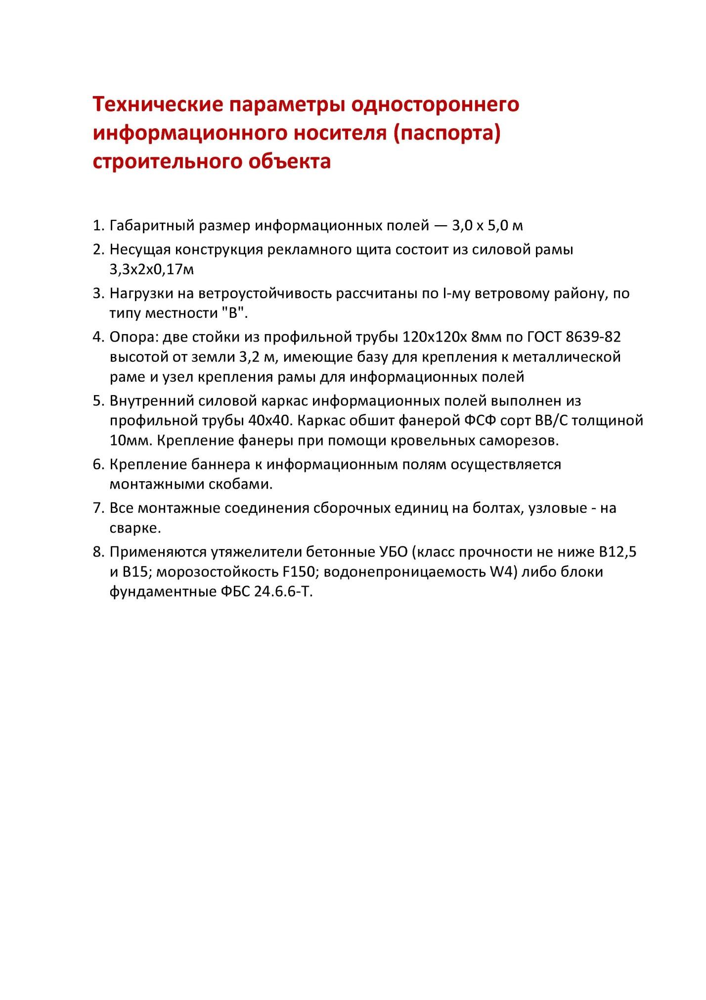 Технические параметры одностороннего
информационного носителя (паспорта)
строительного объекта
1. Габаритный размер информационных полей — 3,0 х 5,0 м
2. Несущая конструкция рекламного щита состоит из силовой рамы
3,3х2х0,17м
3. Нагрузки на ветроустойчивость рассчитаны по I-му ветровому району, по
типу местности "В".
4. Опора: две стойки из профильной трубы 120х120х 8мм по ГОСТ 8639-82
высотой от земли 3,2 м, имеющие базу для крепления к металлической
раме и узел крепления рамы для информационных полей
5. Внутренний силовой каркас информационных полей выполнен из
профильной трубы 40х40. Каркас обшит фанерой ФСФ сорт ВВ/С толщиной
10мм. Крепление фанеры при помощи кровельных саморезов.
6. Крепление баннера к информационным полям осуществляется
монтажными скобами.
7. Все монтажные соединения сборочных единиц на болтах, узловые - на
сварке.
8. Применяются утяжелители бетонные УБО (класс прочности не ниже В12,5
и В15; морозостойкость F150; водонепроницаемость W4) либо блоки
фундаментные ФБС 24.6.6-Т.